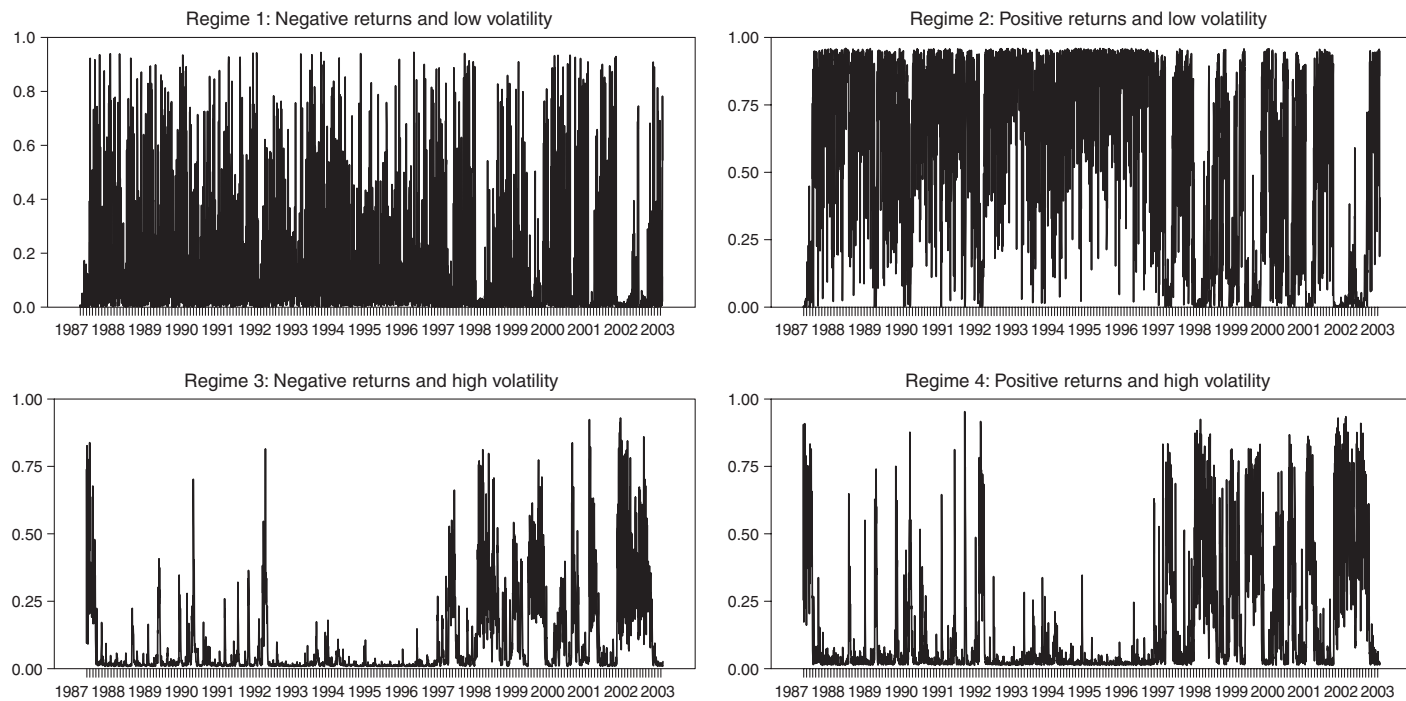 Regime 1: Negative returns and low volatility
1.0
0.8
0.6
0.4
0.2
0.0
1987 1988 1989 1990 1991 1992 1993 1994 1995 1996 1997 1998 1999 2000 2001 2002 2003
Regime 2: Positive returns and low volatility
1.00
0.75
0.50
0.25
0.00
1987 1988 1989 1990 1991 1992 1993 1994 1995 1996 1997 1998 1999 2000 2001 2002 2003
Regime 3: Negative returns and high volatility
1.00
0.75
0.50
0.25
0.00
1987 1988 1989 1990 1991 1992 1993 1994 1995 1996 1997 1998 1999 2000 2001 2002 2003
Regime 4: Positive returns and high volatility
1.00
0.75
0.50
0.25
0.00
1987 1988 1989 1990 1991 1992 1993 1994 1995 1996 1997 1998 1999 2000 2001 2002 2003